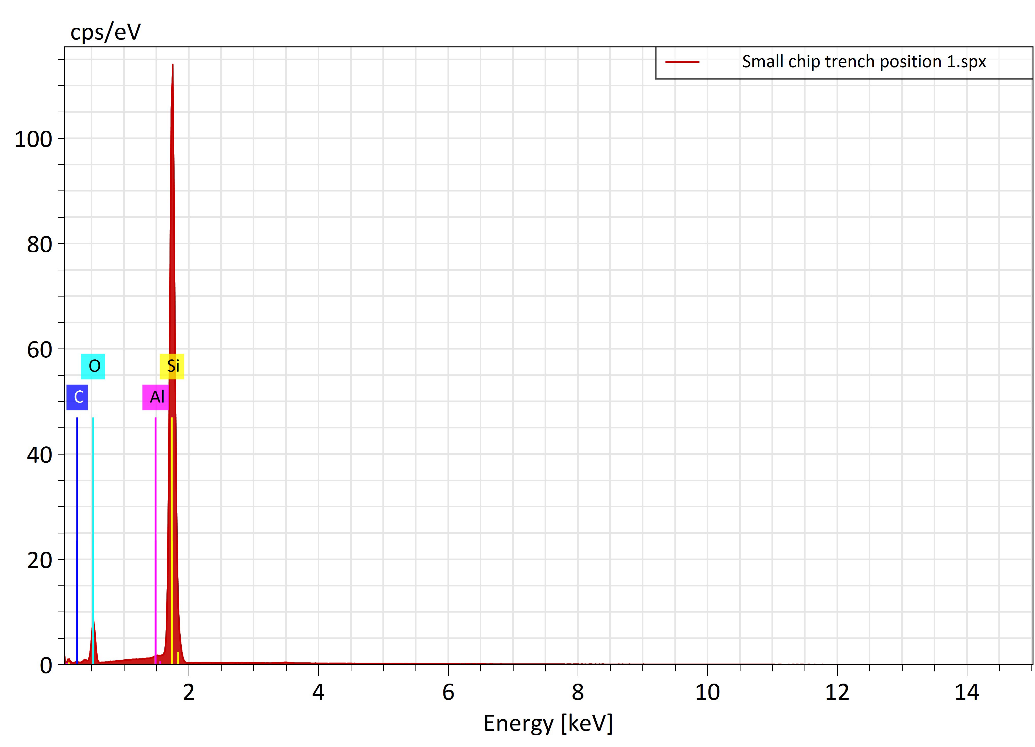 cps/eV
Small chip trench position 1.spx
100
80
60
O
Si
C
Al
40
20
0
2 4 6 8 10 12 14
Energy [keV]